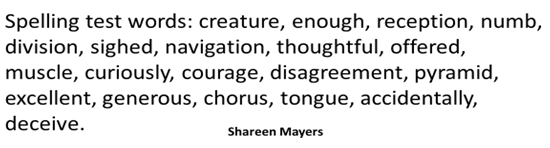 Spelling test words: creature, enough, reception, numb,
division, sighed, navigation, thoughtful, offered,
muscle, curiously, courage, disagreement, pyramid,
excellent, generous, chorus, tongue, accidentally,
deceive.
Shareen Mayers